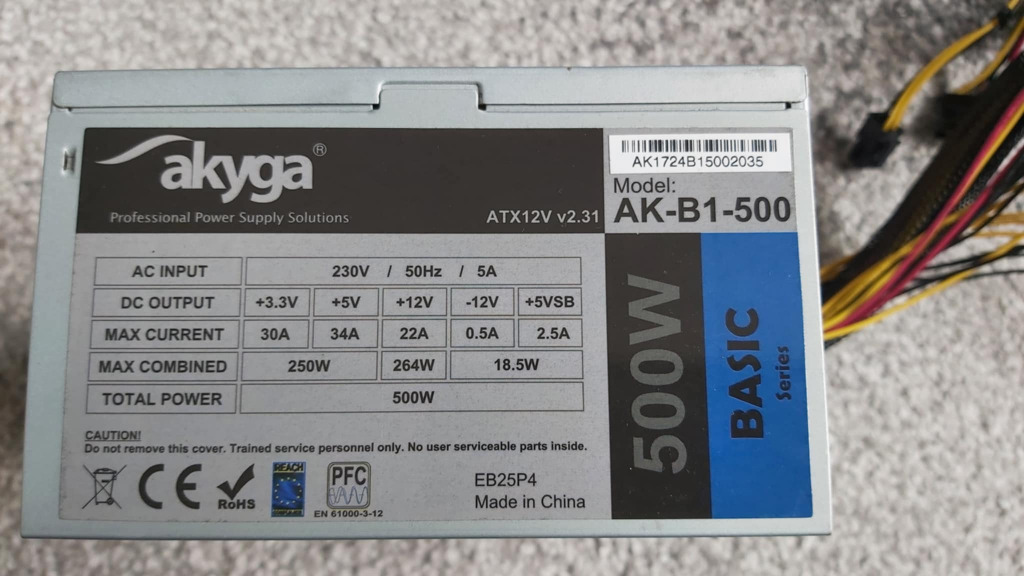 akyga®
Professional Power Supply Solutions
ATX12V v2.31
AK1724B15002035
Model:
AK-B1-500
AC INPUT 230V / 50Hz / 5A
DC OUTPUT +3.3V +5V +12V -12V +5VSB
MAX CURRENT 30A 34A 22A 0.5A 2.5A
MAX COMBINED 250W 264W 18.5W
TOTAL POWER 500W
500W
BASIC
Series
CAUTION!
Do not remove this cover. Trained service personnel only. No user serviceable parts inside.
CE
RoHS
REACH
PFC
EN 61000-3-12
EB25P4
Made in China